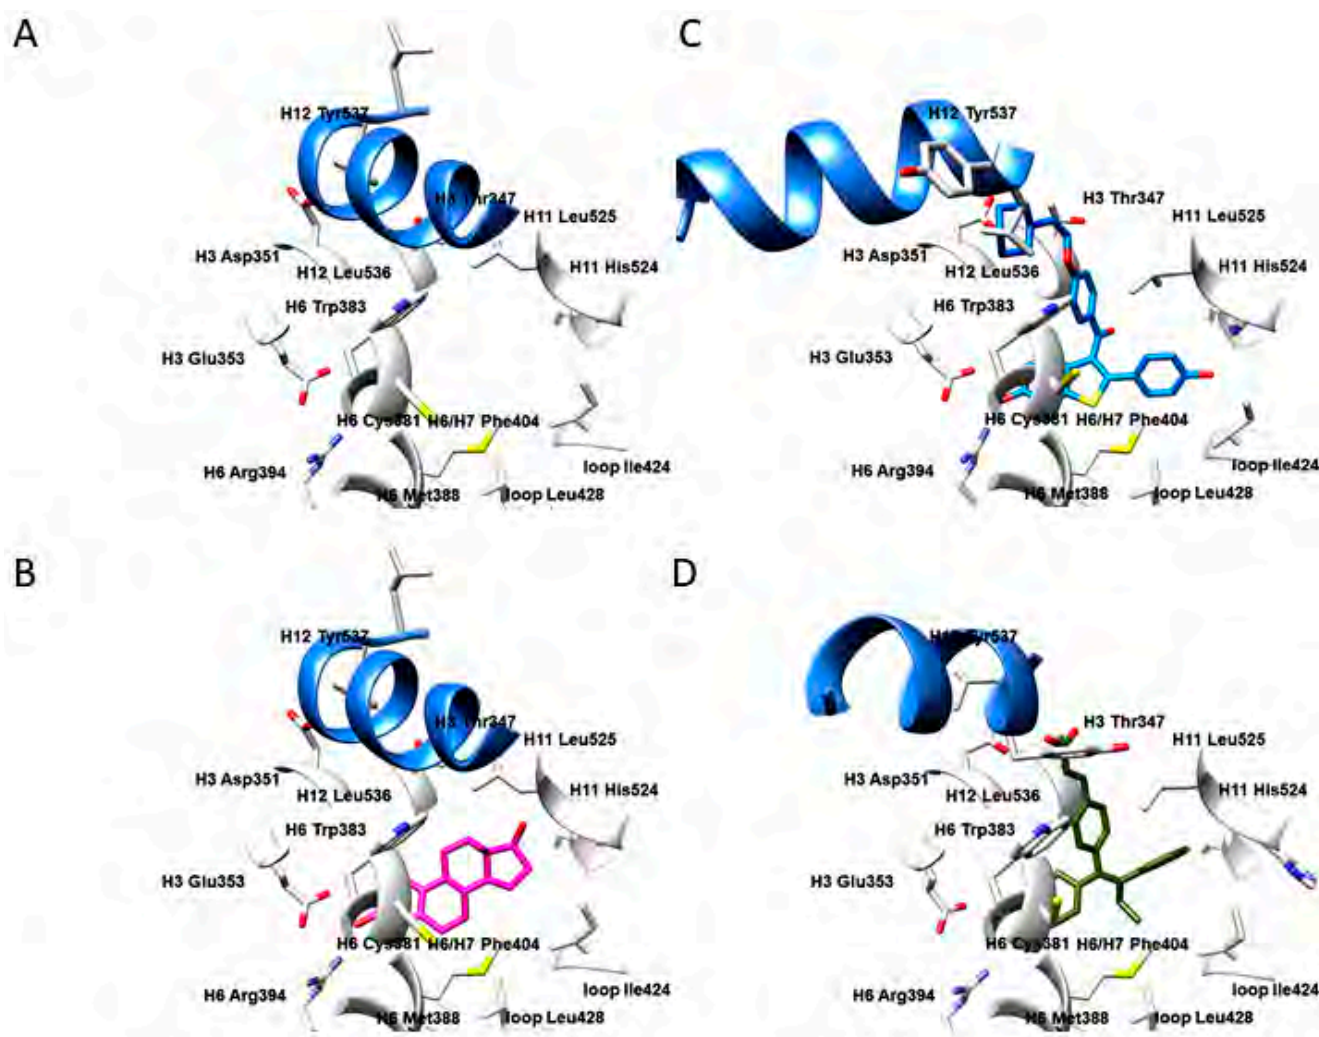 A
H12 Tyr537
H3 Thr347
H11 Leu525
H3 Asp351
H11 His524
H12 Leu536
H6 Trp383
H3 Glu353
H6 Cys381 H6/H7 Phe404
H6 Arg394
loop Ile424
H6 Met388
loop Leu428
C
H12 Tyr537
H3 Thr347
H11 Leu525
H3 Asp351
H11 His524
H12 Leu536
H6 Trp383
H3 Glu353
H6 Cys381 H6/H7 Phe404
H6 Arg394
loop Ile424
H6 Met388
loop Leu428
B
H12 Tyr537
H3 Thr347
H11 Leu525
H3 Asp351
H11 His524
H12 Leu536
H6 Trp383
H3 Glu353
H6 Cys381 H6/H7 Phe404
H6 Arg394
loop Ile424
H6 Met388
loop Leu428
D
H12 Tyr537
H3 Thr347
H11 Leu525
H3 Asp351
H11 His524
H12 Leu536
H6 Trp383
H3 Glu353
H6 Cys381 H6/H7 Phe404
H6 Arg394
loop Ile424
H6 Met388
loop Leu428